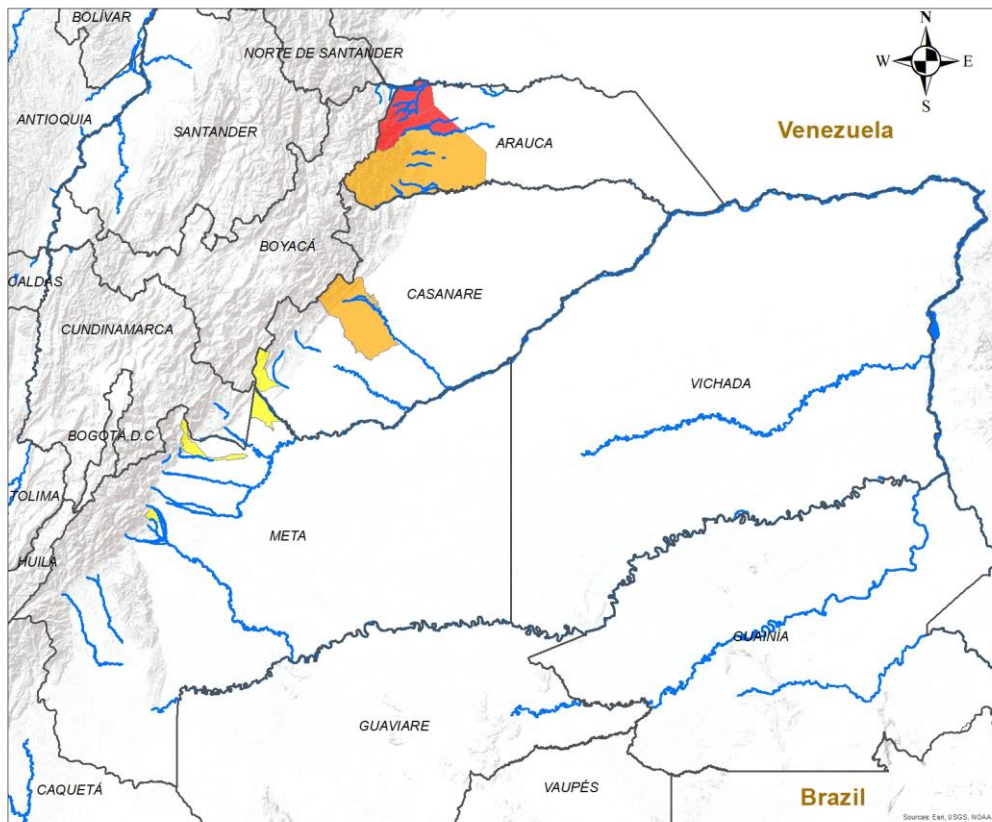 BOLÍVAR
N
NORTE DE SANTANDER
W
E
S
ANTIOQUIA
SANTANDER
Venezuela
ARAUCA
BOYACÁ
CALDAS
CASANARE
CUNDINAMARCA
VICHADA
BOGOTÁ.D.C
TOLIMA
META
HUILA
GUAINÍA
GUAVIARE
CAQUETÁ
VAUPÉS
Brazil
Sources: Esri, USGS, NOAA